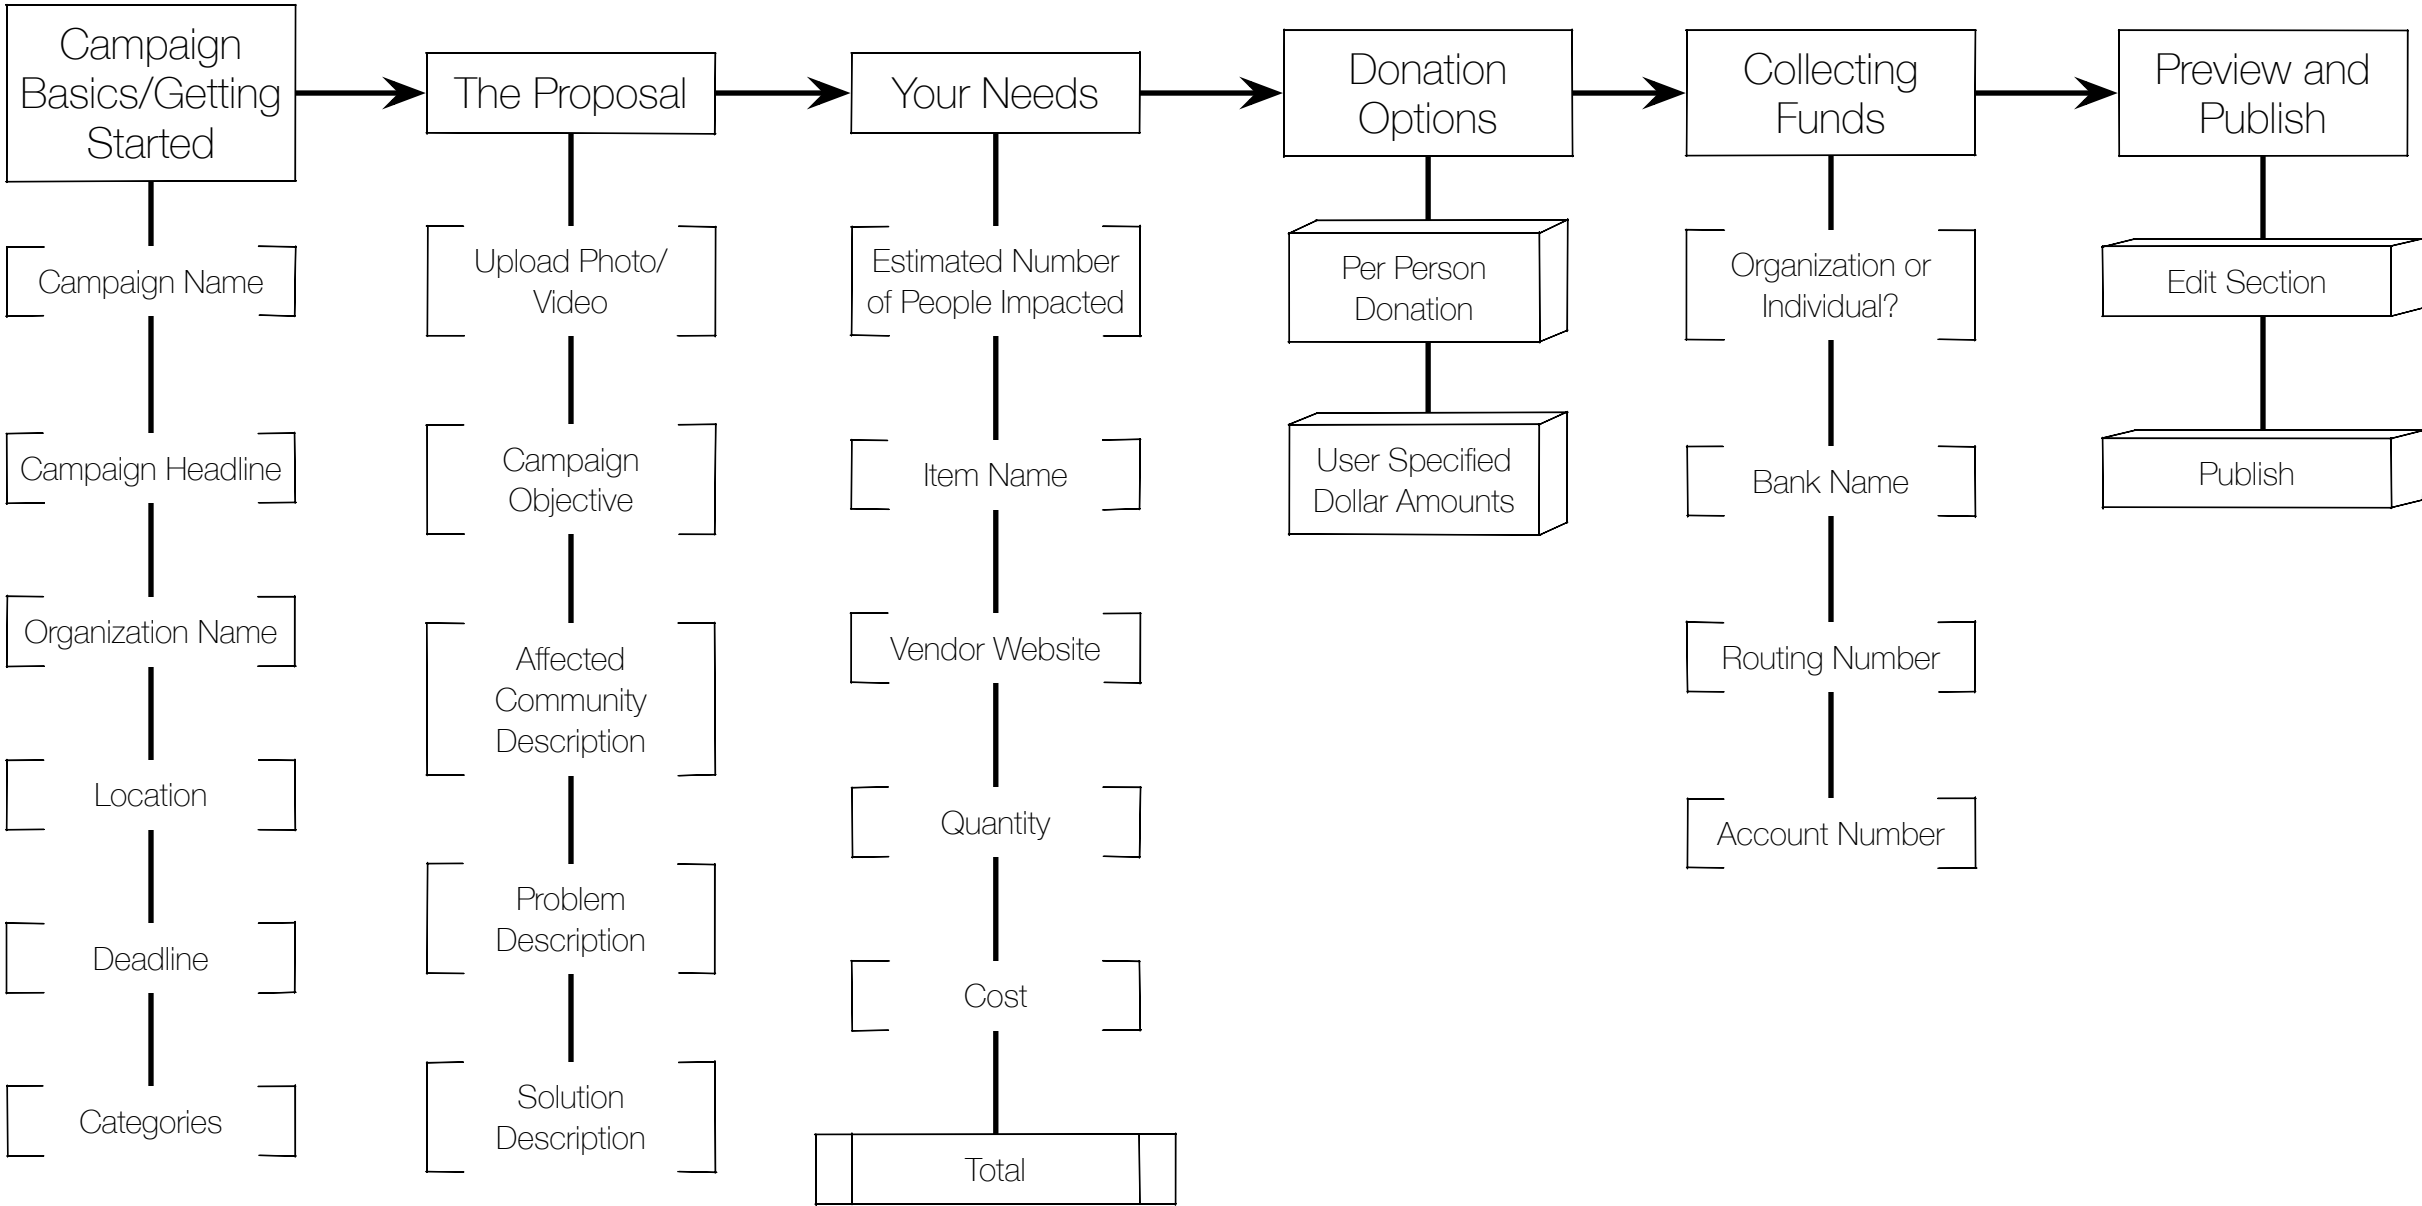 Campaign
Basics/Getting
Started
The Proposal
Your Needs
Donation
Options
Collecting
Funds
Preview and
Publish
Campaign Name
Campaign Headline
Organization Name
Location
Deadline
Categories
Upload Photo/
Video
Campaign
Objective
Affected
Community
Description
Problem
Description
Solution
Description
Estimated Number
of People Impacted
Item Name
Vendor Website
Quantity
Cost
Total
Per Person
Donation
User Specified
Dollar Amounts
Organization or
Individual?
Bank Name
Routing Number
Account Number
Edit Section
Publish